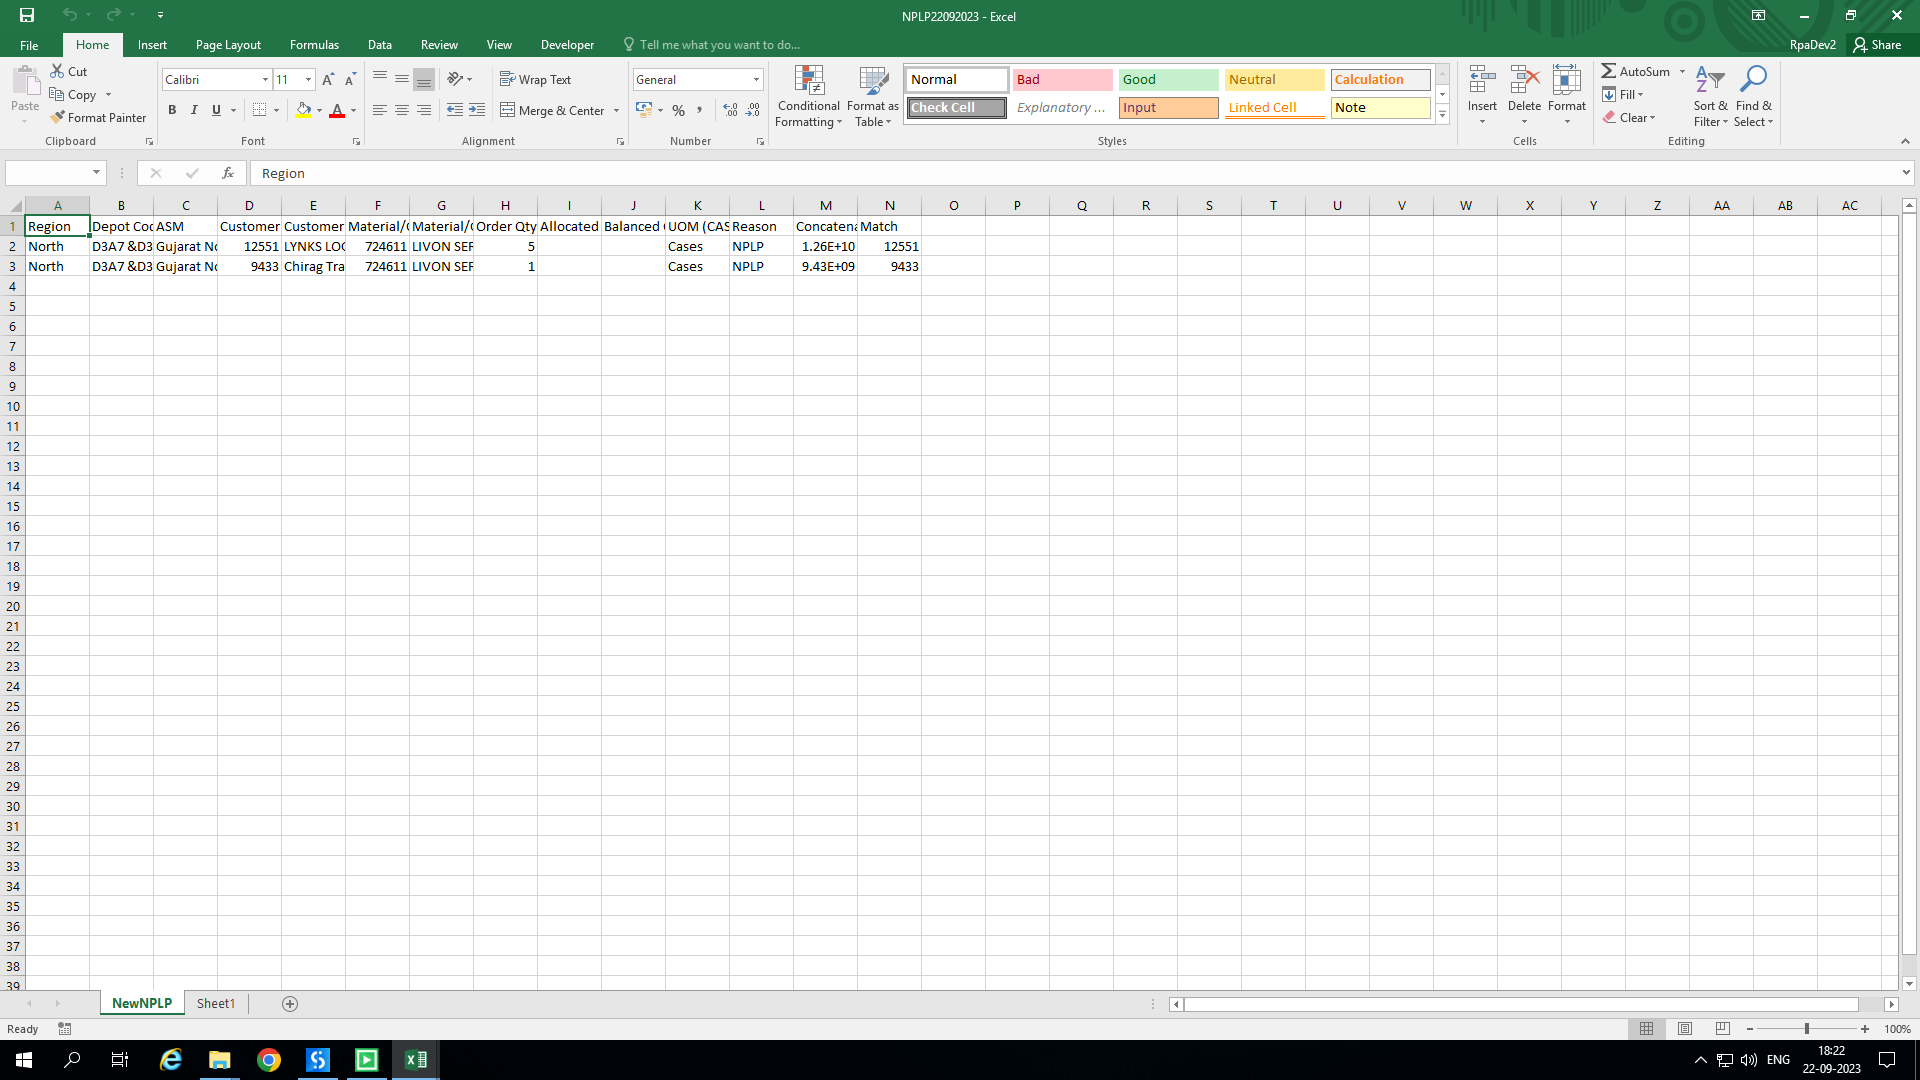 NPLP22092023 - Excel
File Home Insert Page Layout Formulas Data Review View Developer Tell me what you want to do... RpaDev2 Share
Paste
Cut
Copy
Format Painter
Clipboard
Calibri 11
B I U
Font
Wrap Text
Merge & Center
Alignment
General
Number
Conditional Formatting
Format as Table
Normal Bad Good Neutral Calculation
Check Cell Explanatory ... Input Linked Cell Note
Styles
Insert Delete Format
Cells
AutoSum
Fill
Clear
Sort & Filter
Find & Select
Editing
fx Region
A B C D E F G H I J K L M N O P Q R S T U V W X Y Z AA AB AC
1 Region Depot Coc ASM Customer Customer Material/( Material/( Order Qty Allocated Balanced ( UOM (CAS Reason Concatena Match
2 North D3A7 &D3 Gujarat No 12551 LYNKS LOG 724611 LIVON SER 5 Cases NPLP 1.26E+10 12551
3 North D3A7 &D3 Gujarat No 9433 Chirag Tra 724611 LIVON SER 1 Cases NPLP 9.43E+09 9433
4
5
6
7
8
9
10
11
12
13
14
15
16
17
18
19
20
21
22
23
24
25
26
27
28
29
30
31
32
33
34
35
36
37
38
39
NewNPLP Sheet1
Ready 100%
ENG
18:22
22-09-2023